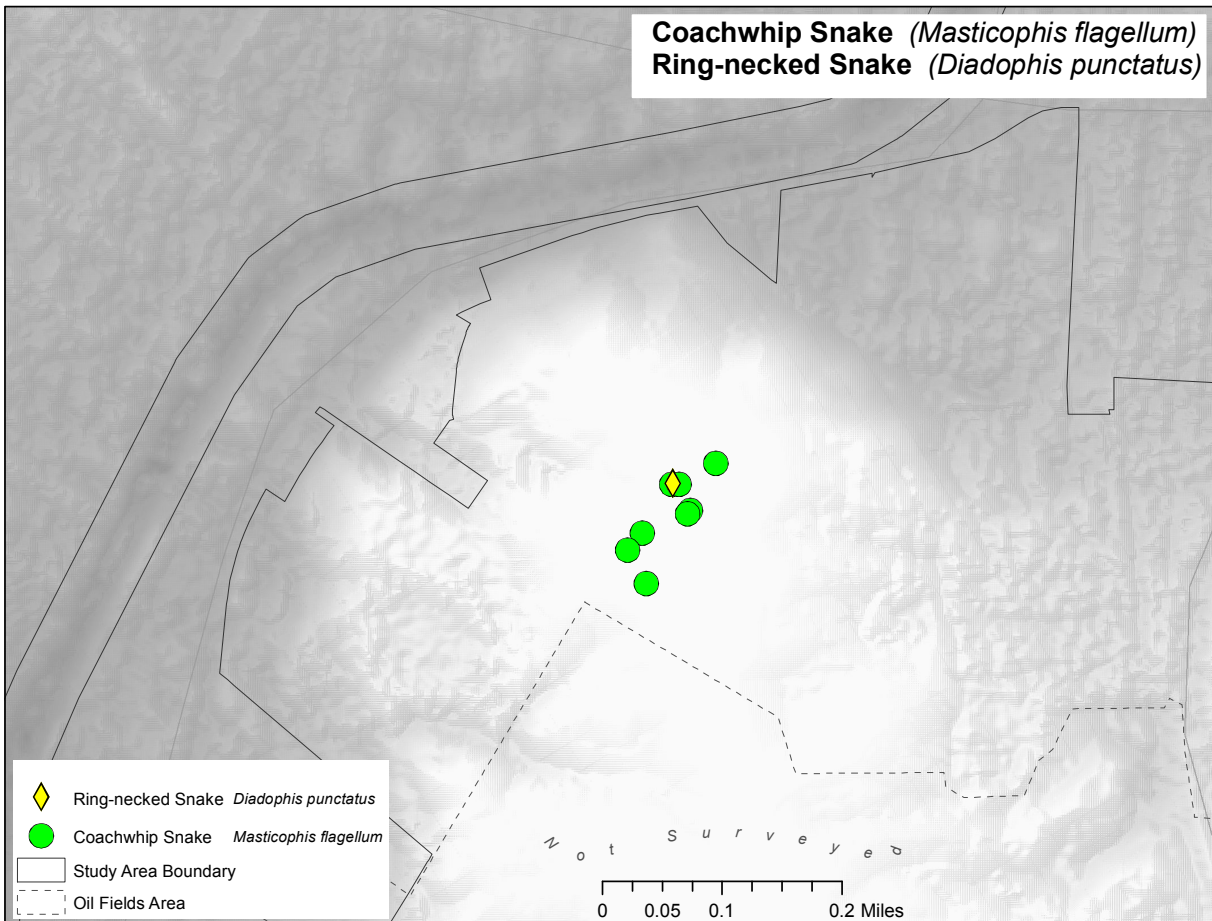 Coachwhip Snake (Masticophis flagellum)
Ring-necked Snake (Diadophis punctatus)
Ring-necked Snake Diadophis punctatus
Coachwhip Snake Masticophis flagellum
Study Area Boundary
Oil Fields Area
Not Surveyed
0 0.05 0.1 0.2 Miles